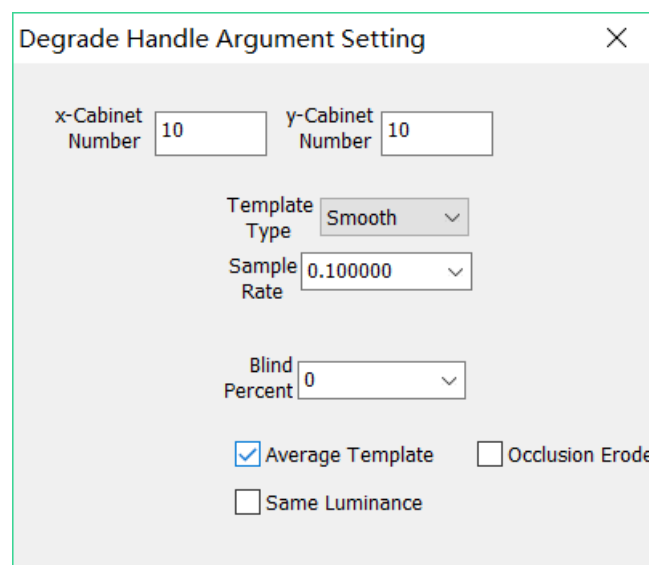 Degrade Handle Argument Setting
x-Cabinet Number 10 y-Cabinet Number 10
Template Type Smooth
Sample Rate 0.100000
Blind Percent 0
Average Template Occlusion Erode
Same Luminance